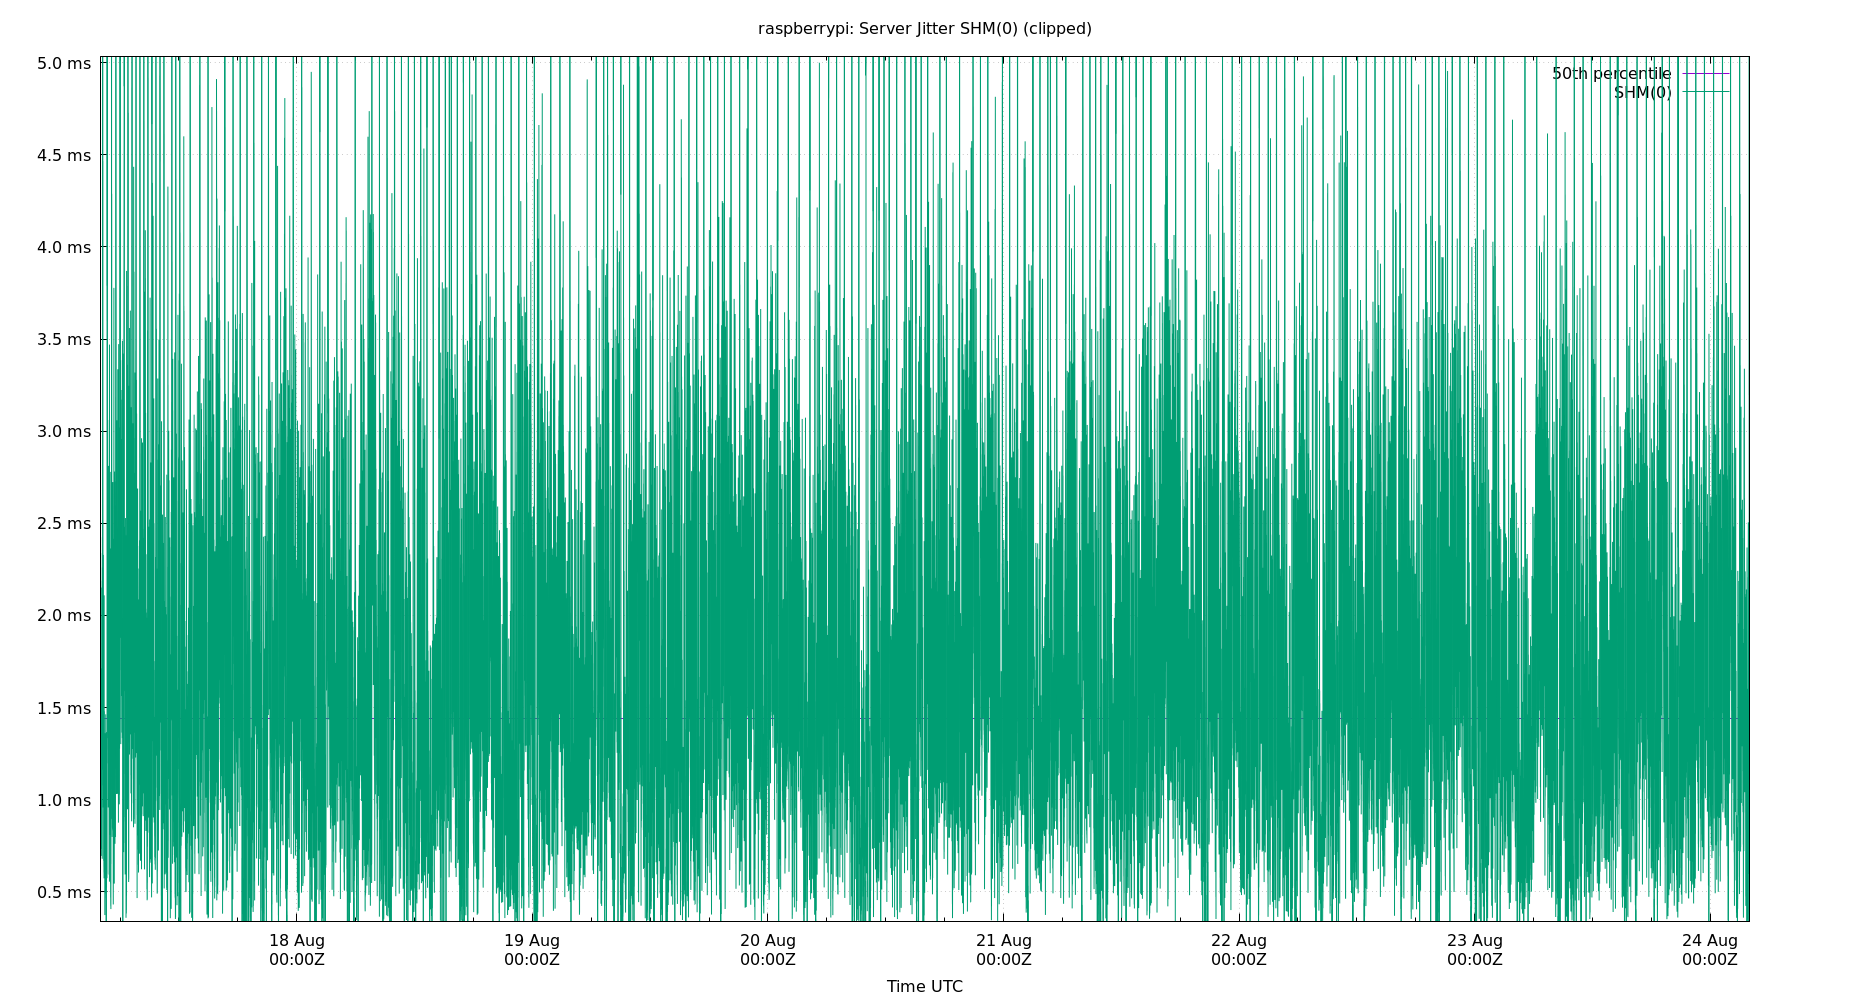 raspberrypi: Server Jitter SHM(0) (clipped)
5.0 ms
4.5 ms
4.0 ms
3.5 ms
3.0 ms
2.5 ms
2.0 ms
1.5 ms
1.0 ms
0.5 ms
50th percentile
SHM(0)
18 Aug
00:00Z
19 Aug
00:00Z
20 Aug
00:00Z
21 Aug
00:00Z
22 Aug
00:00Z
23 Aug
00:00Z
24 Aug
00:00Z
Time UTC